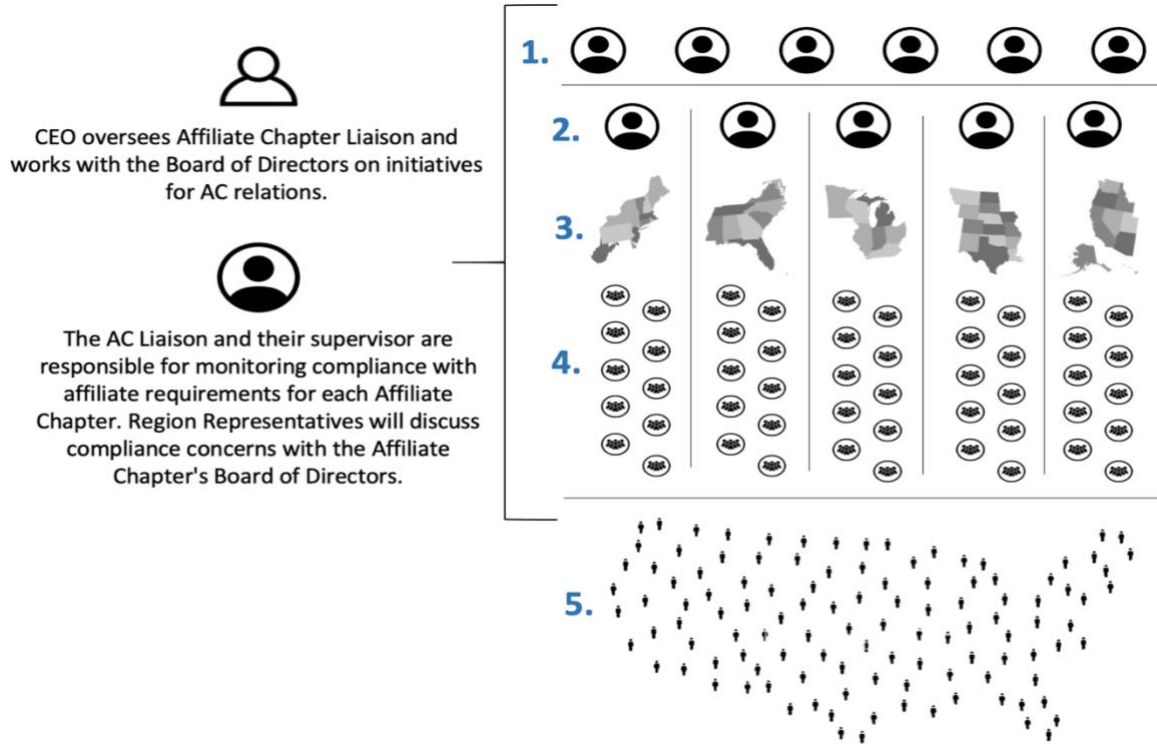 CEO oversees Affiliate Chapter Liaison and
works with the Board of Directors on initiatives
for AC relations.
The AC Liaison and their supervisor are
responsible for monitoring compliance with
affiliate requirements for each Affiliate
Chapter. Region Representatives will discuss
compliance concerns with the Affiliate
Chapter's Board of Directors.
1.
2.
3.
4.
5.